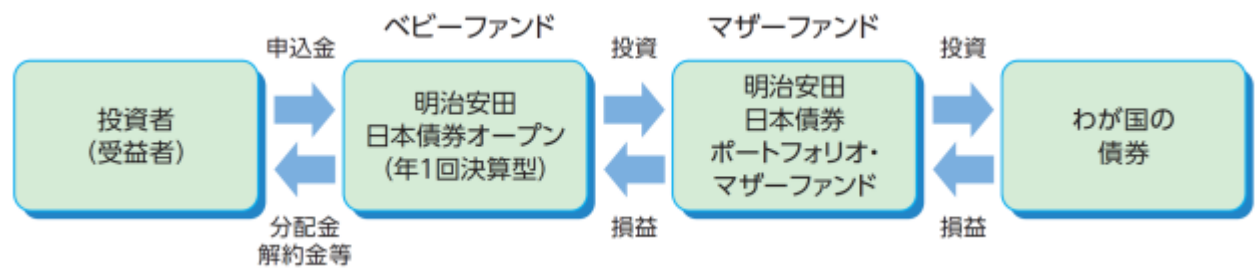 ベビーファンド
マザーファンド
申込金
投資
投資
投資者
(受益者)
明治安田
日本債券オープン
(年1回決算型)
明治安田
日本債券
ポートフォリオ・
マザーファンド
わが国の
債券
分配金
解約金等
損益
損益